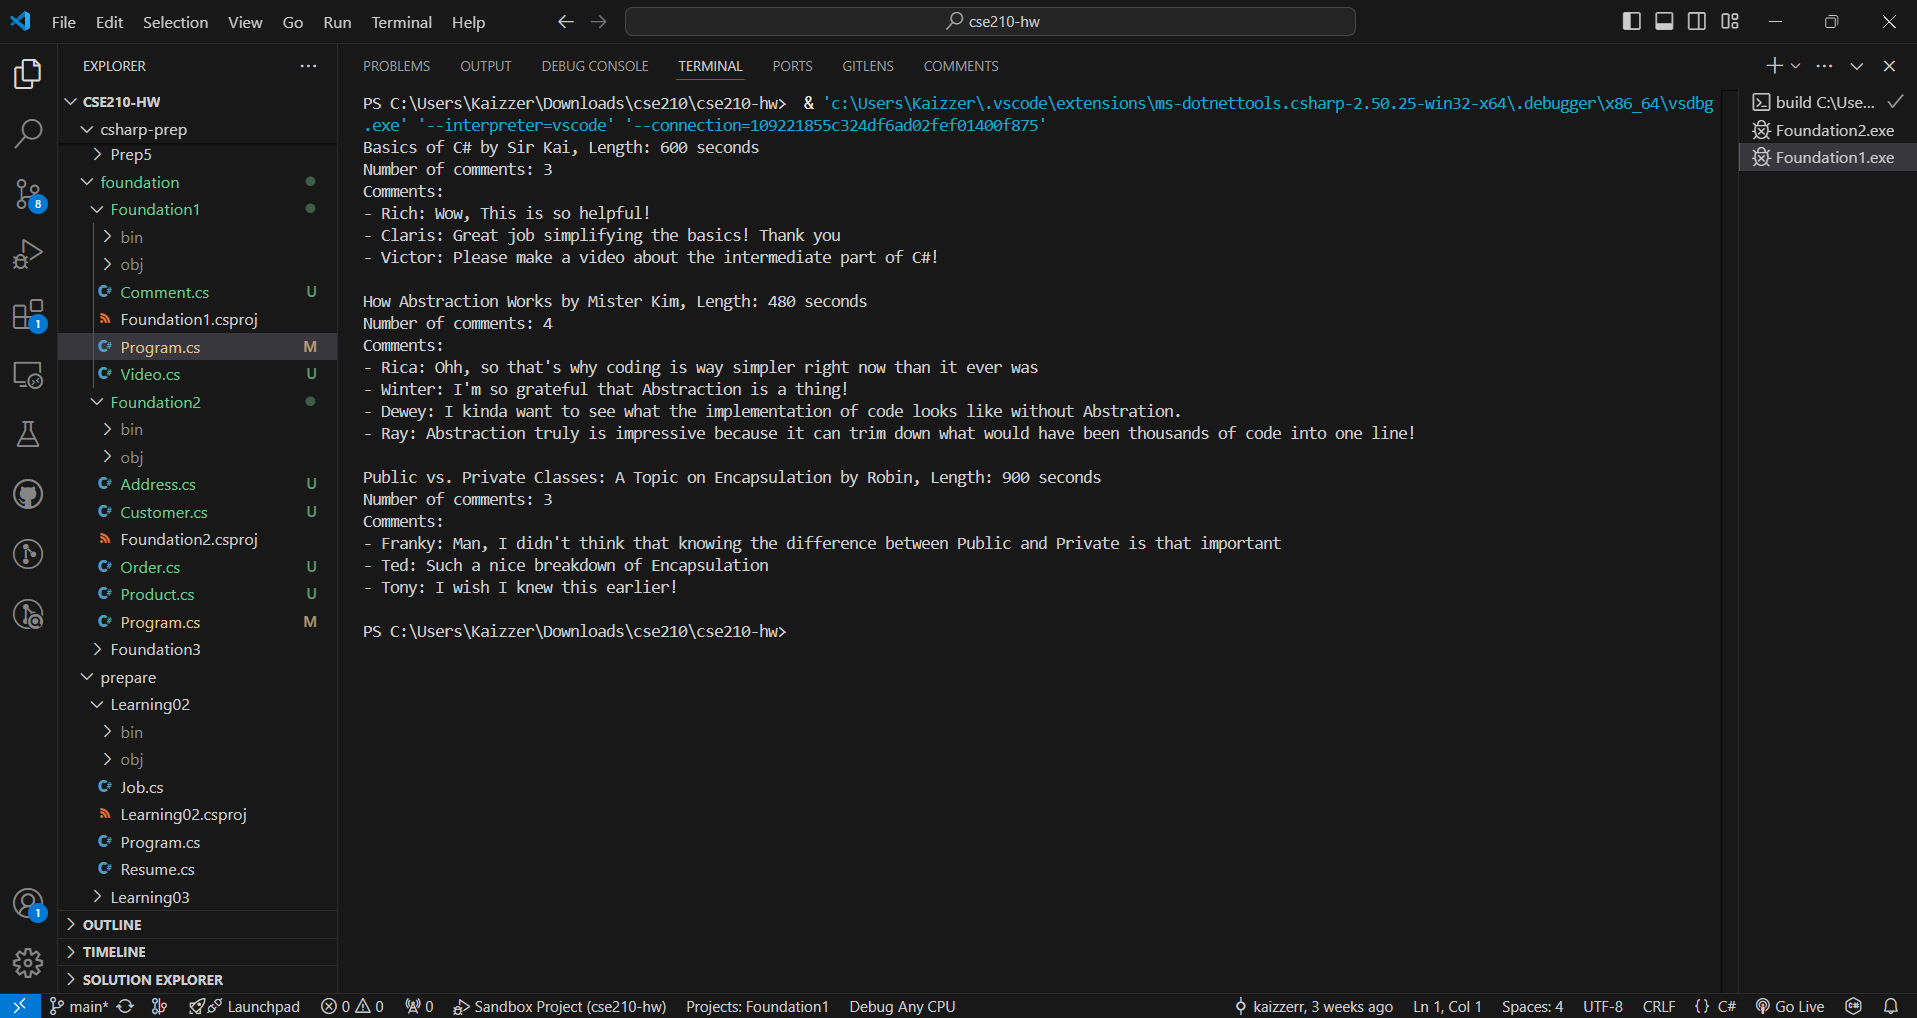 File Edit Selection View Go Run Terminal Help
cse210-hw
EXPLORER
PROBLEMS OUTPUT DEBUG CONSOLE TERMINAL PORTS GITLENS COMMENTS
CSE210-HW
csharp-prep
Prep5
foundation
Foundation1
bin
obj
Comment.cs U
Foundation1.csproj
Program.cs M
Video.cs U
Foundation2
bin
obj
Address.cs U
Customer.cs U
Foundation2.csproj
Order.cs U
Product.cs U
Program.cs M
Foundation3
prepare
Learning02
bin
obj
Job.cs
Learning02.csproj
Program.cs
Resume.cs
Learning03
OUTLINE
TIMELINE
SOLUTION EXPLORER
8
1
1
PS C:\Users\Kaizzer\Downloads\cse210\cse210-hw> & 'c:\Users\Kaizzer\.vscode\extensions\ms-dotnettools.csharp-2.50.25-win32-x64\.debugger\x86_64\vsdbg
.exe' '--interpreter=vscode' '--connection=109221855c324df6ad02fef01400f875'
Basics of C# by Sir Kai, Length: 600 seconds
Number of comments: 3
Comments:
- Rich: Wow, This is so helpful!
- Claris: Great job simplifying the basics! Thank you
- Victor: Please make a video about the intermediate part of C#!
How Abstraction Works by Mister Kim, Length: 480 seconds
Number of comments: 4
Comments:
- Rica: Ohh, so that's why coding is way simpler right now than it ever was
- Winter: I'm so grateful that Abstraction is a thing!
- Dewey: I kinda want to see what the implementation of code looks like without Abstration.
- Ray: Abstraction truly is impressive because it can trim down what would have been thousands of code into one line!
Public vs. Private Classes: A Topic on Encapsulation by Robin, Length: 900 seconds
Number of comments: 3
Comments:
- Franky: Man, I didn't think that knowing the difference between Public and Private is that important
- Ted: Such a nice breakdown of Encapsulation
- Tony: I wish I knew this earlier!
PS C:\Users\Kaizzer\Downloads\cse210\cse210-hw>
build C:\Use...
Foundation2.exe
Foundation1.exe
main* Launchpad 0 0 0 Sandbox Project (cse210-hw) Projects: Foundation1 Debug Any CPU kaizzerr, 3 weeks ago Ln 1, Col 1 Spaces: 4 UTF-8 CRLF {} C# Go Live